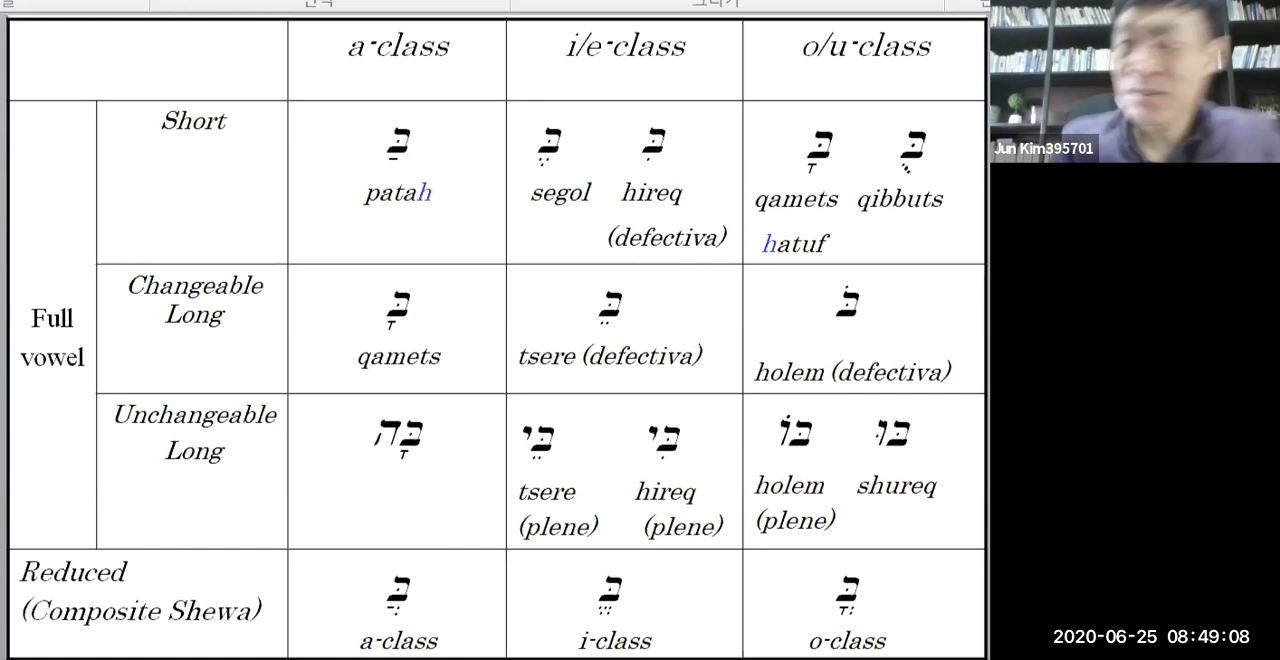 a-class i/e-class o/u-class
Short
בַּ
בֶּ בִּ
בָּ בֻּ
patah
segol hireq
qamets qibbuts
(defectiva)
hatuf
Full
vowel
Changeable
Long
בָּ
בֵּ
בֹּ
qamets
tsere (defectiva)
holem (defectiva)
Unchangeable
Long
בָּה
בֵּי בִּי
בּוֹ בּוּ
tsere hireq
(plene) (plene)
holem shureq
(plene)
Reduced
(Composite Shewa)
בֲּ
בֱּ
בֳּ
a-class
i-class
o-class
Jun Kim395701
2020-06-25 08:49:08